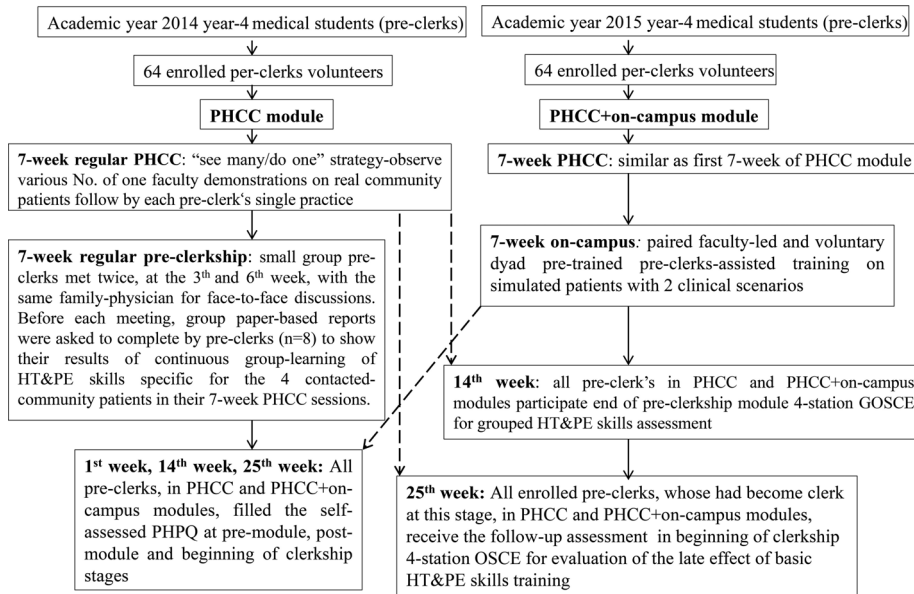 Academic year 2014 year-4 medical students (pre-clerks)
64 enrolled per-clerks volunteers
PHCC module
7-week regular PHCC: “see many/do one” strategy-observe
various No. of one faculty demonstrations on real community
patients follow by each pre-clerk‘s single practice
7-week regular pre-clerkship: small group pre-
clerks met twice, at the 3th and 6th week, with the
same family-physician for face-to-face discussions.
Before each meeting, group paper-based reports
were asked to complete by pre-clerks (n=8) to show
their results of continuous group-learning of
HT&PE skills specific for the 4 contacted-
community patients in their 7-week PHCC sessions.
1st week, 14th week, 25th week: All
pre-clerks, in PHCC and PHCC+on-
campus modules, filled the self-
assessed PHPQ at pre-module, post-
module and beginning of clerkship
stages
Academic year 2015 year-4 medical students (pre-clerks)
64 enrolled pre-clerks volunteers
PHCC+on-campus module
7-week PHCC: similar as first 7-week of PHCC module
7-week on-campus: paired faculty-led and voluntary
dyad pre-trained pre-clerks-assisted training on
simulated patients with 2 clinical scenarios
14th week: all pre-clerk’s in PHCC and PHCC+on-campus
modules participate end of pre-clerkship module 4-station GOSCE
for grouped HT&PE skills assessment
25th week: All enrolled pre-clerks, whose had become clerk
at this stage, in PHCC and PHCC+on-campus modules,
receive the follow-up assessment in beginning of clerkship
4-station OSCE for evaluation of the late effect of basic
HT&PE skills training